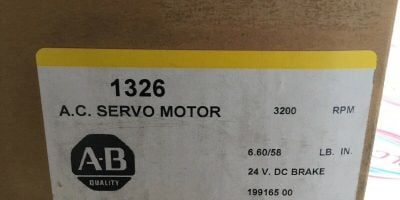 1326
A.C. SERVO MOTOR 3200 RPM
A-B
QUALITY
6.60/58 LB. IN.
24 V. DC BRAKE
199165 00